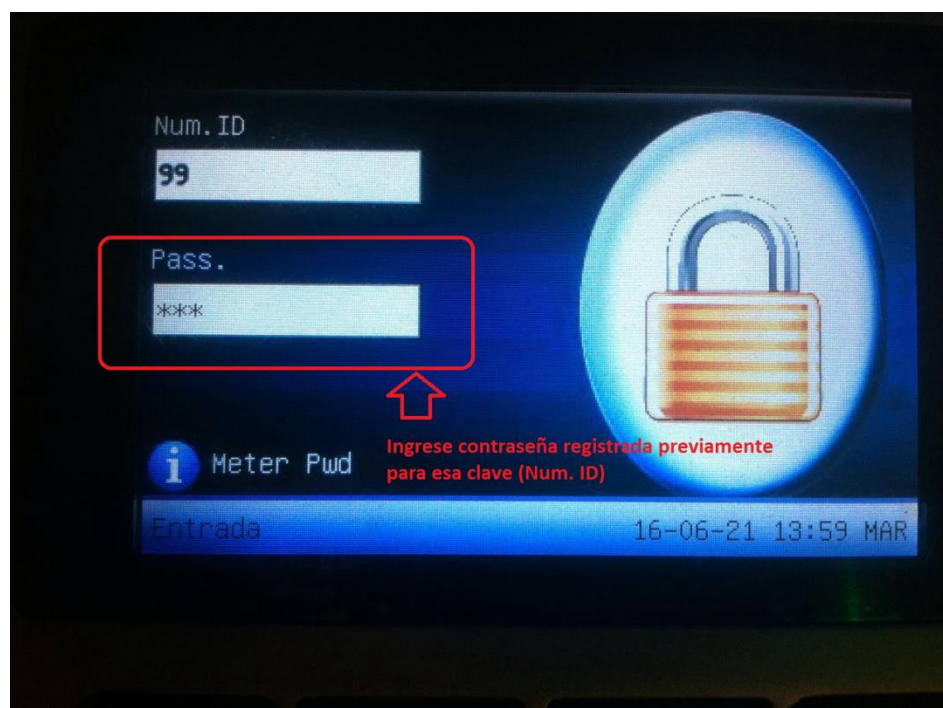 Num.ID
99
Pass.
***
Ingrese contraseña registrada previamente
para esa clave (Num. ID)
Meter Pwd
Entrada 16-06-21 13:59 MAR